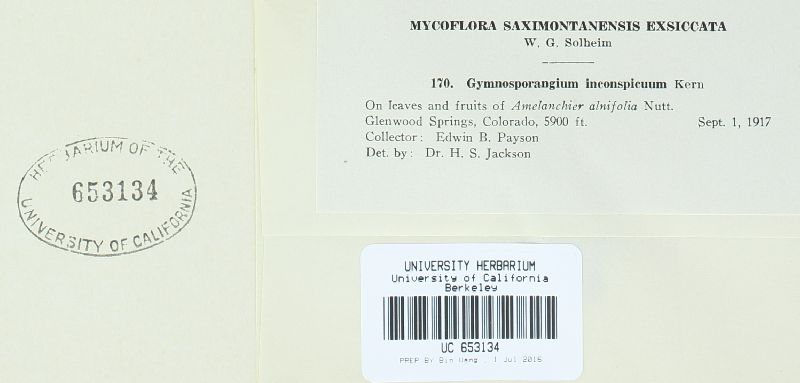 MYCOFLORA SAXIMONTANENSIS EXSICCATA
W. G. Solheim
170. Gymnosporangium inconspicuum Kern
On leaves and fruits of Amelanchier alnifolia Nutt.
Glenwood Springs, Colorado, 5900 ft. Sept. 1, 1917
Collector: Edwin B. Payson
Det. by: Dr. H. S. Jackson
HERBARIUM OF THE
653134
UNIVERSITY OF CALIFORNIA
UNIVERSITY HERBARIUM
University of California
Berkeley
UC 653134
PREP BY Bin Wang , 1 Jul 2016